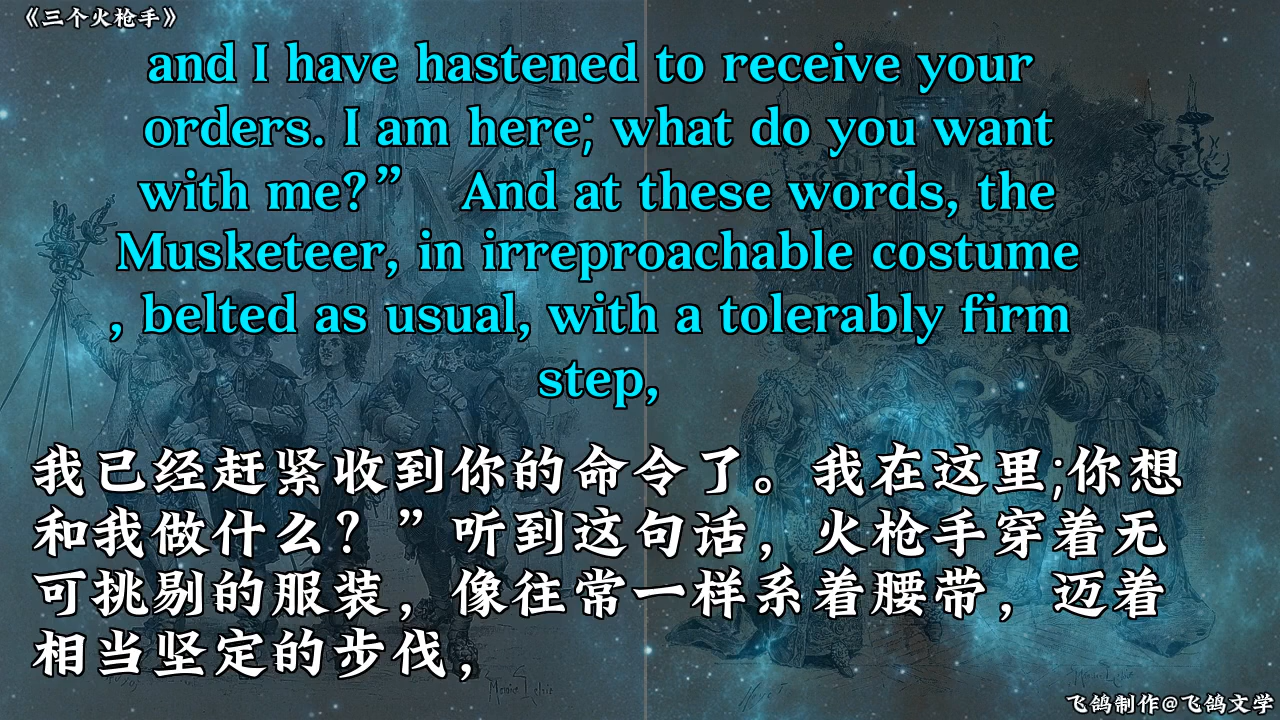 《三个火枪手》
and I have hastened to receive your
orders. I am here; what do you want
with me?” And at these words, the
Musketeer, in irreproachable costume
, belted as usual, with a tolerably firm
step,
我已经赶紧收到你的命令了。我在这里;你想
和我做什么？”听到这句话，火枪手穿着无
可挑剔的服装，像往常一样系着腰带，迈着
相当坚定的步伐，
飞鸽制作@飞鸽文学